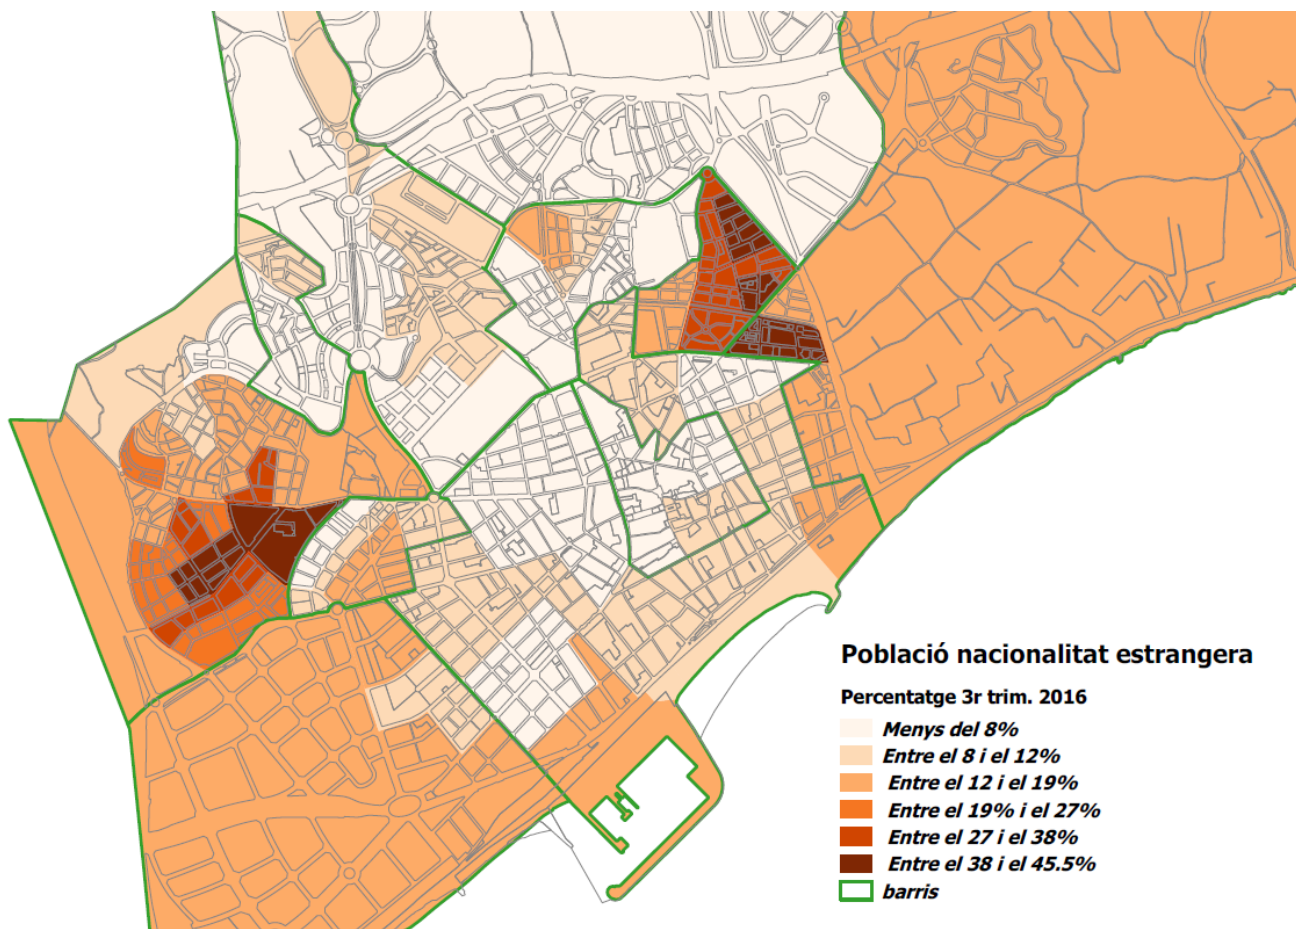 Població nacionalitat estrangera
Percentatge 3r trim. 2016
Menys del 8%
Entre el 8 i el 12%
Entre el 12 i el 19%
Entre el 19% i el 27%
Entre el 27 i el 38%
Entre el 38 i el 45.5%
barris